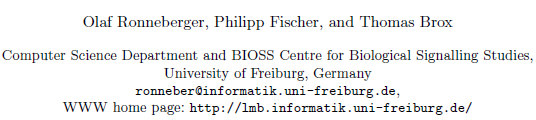 Olaf Ronneberger, Philipp Fischer, and Thomas Brox
Computer Science Department and BIOSS Centre for Biological Signalling Studies,
University of Freiburg, Germany
ronneber@informatik.uni-freiburg.de,
WWW home page: http://lmb.informatik.uni-freiburg.de/